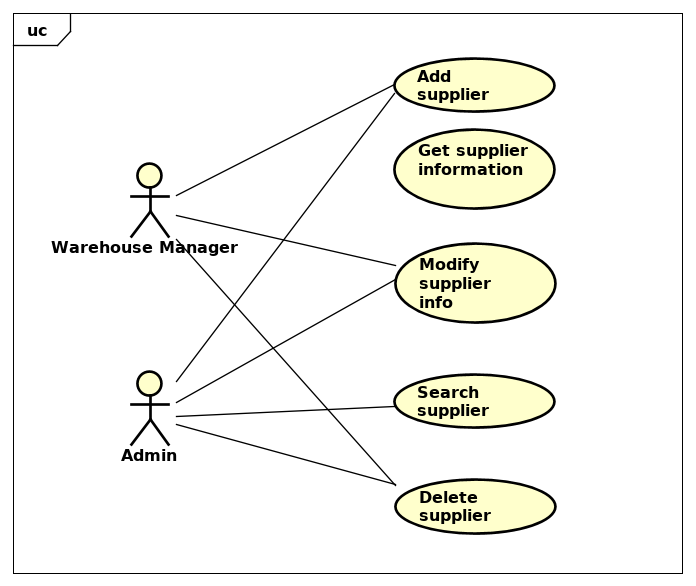 uc
Add
supplier
Get supplier
information
Warehouse Manager
Modify
supplier
info
Search
supplier
Admin
Delete
supplier